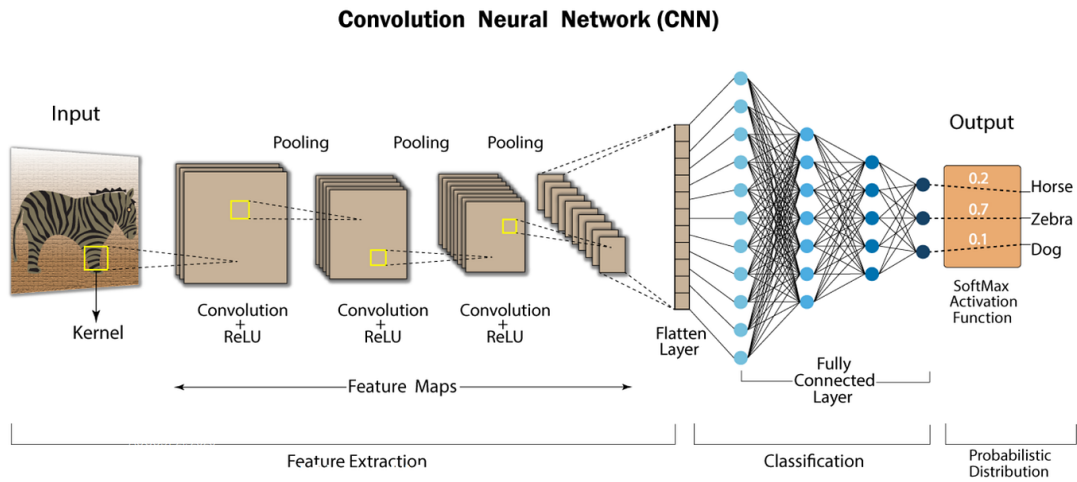 Convolution Neural Network (CNN)
Input
Kernel
Pooling
Pooling
Pooling
Convolution
+
ReLU
Convolution
+
ReLU
Convolution
+
ReLU
Feature Maps
Flatten
Layer
Fully
Connected
Layer
Output
0.2
0.7
0.1
Horse
Zebra
Dog
SoftMax
Activation
Function
Feature Extraction
Classification
Probabilistic
Distribution